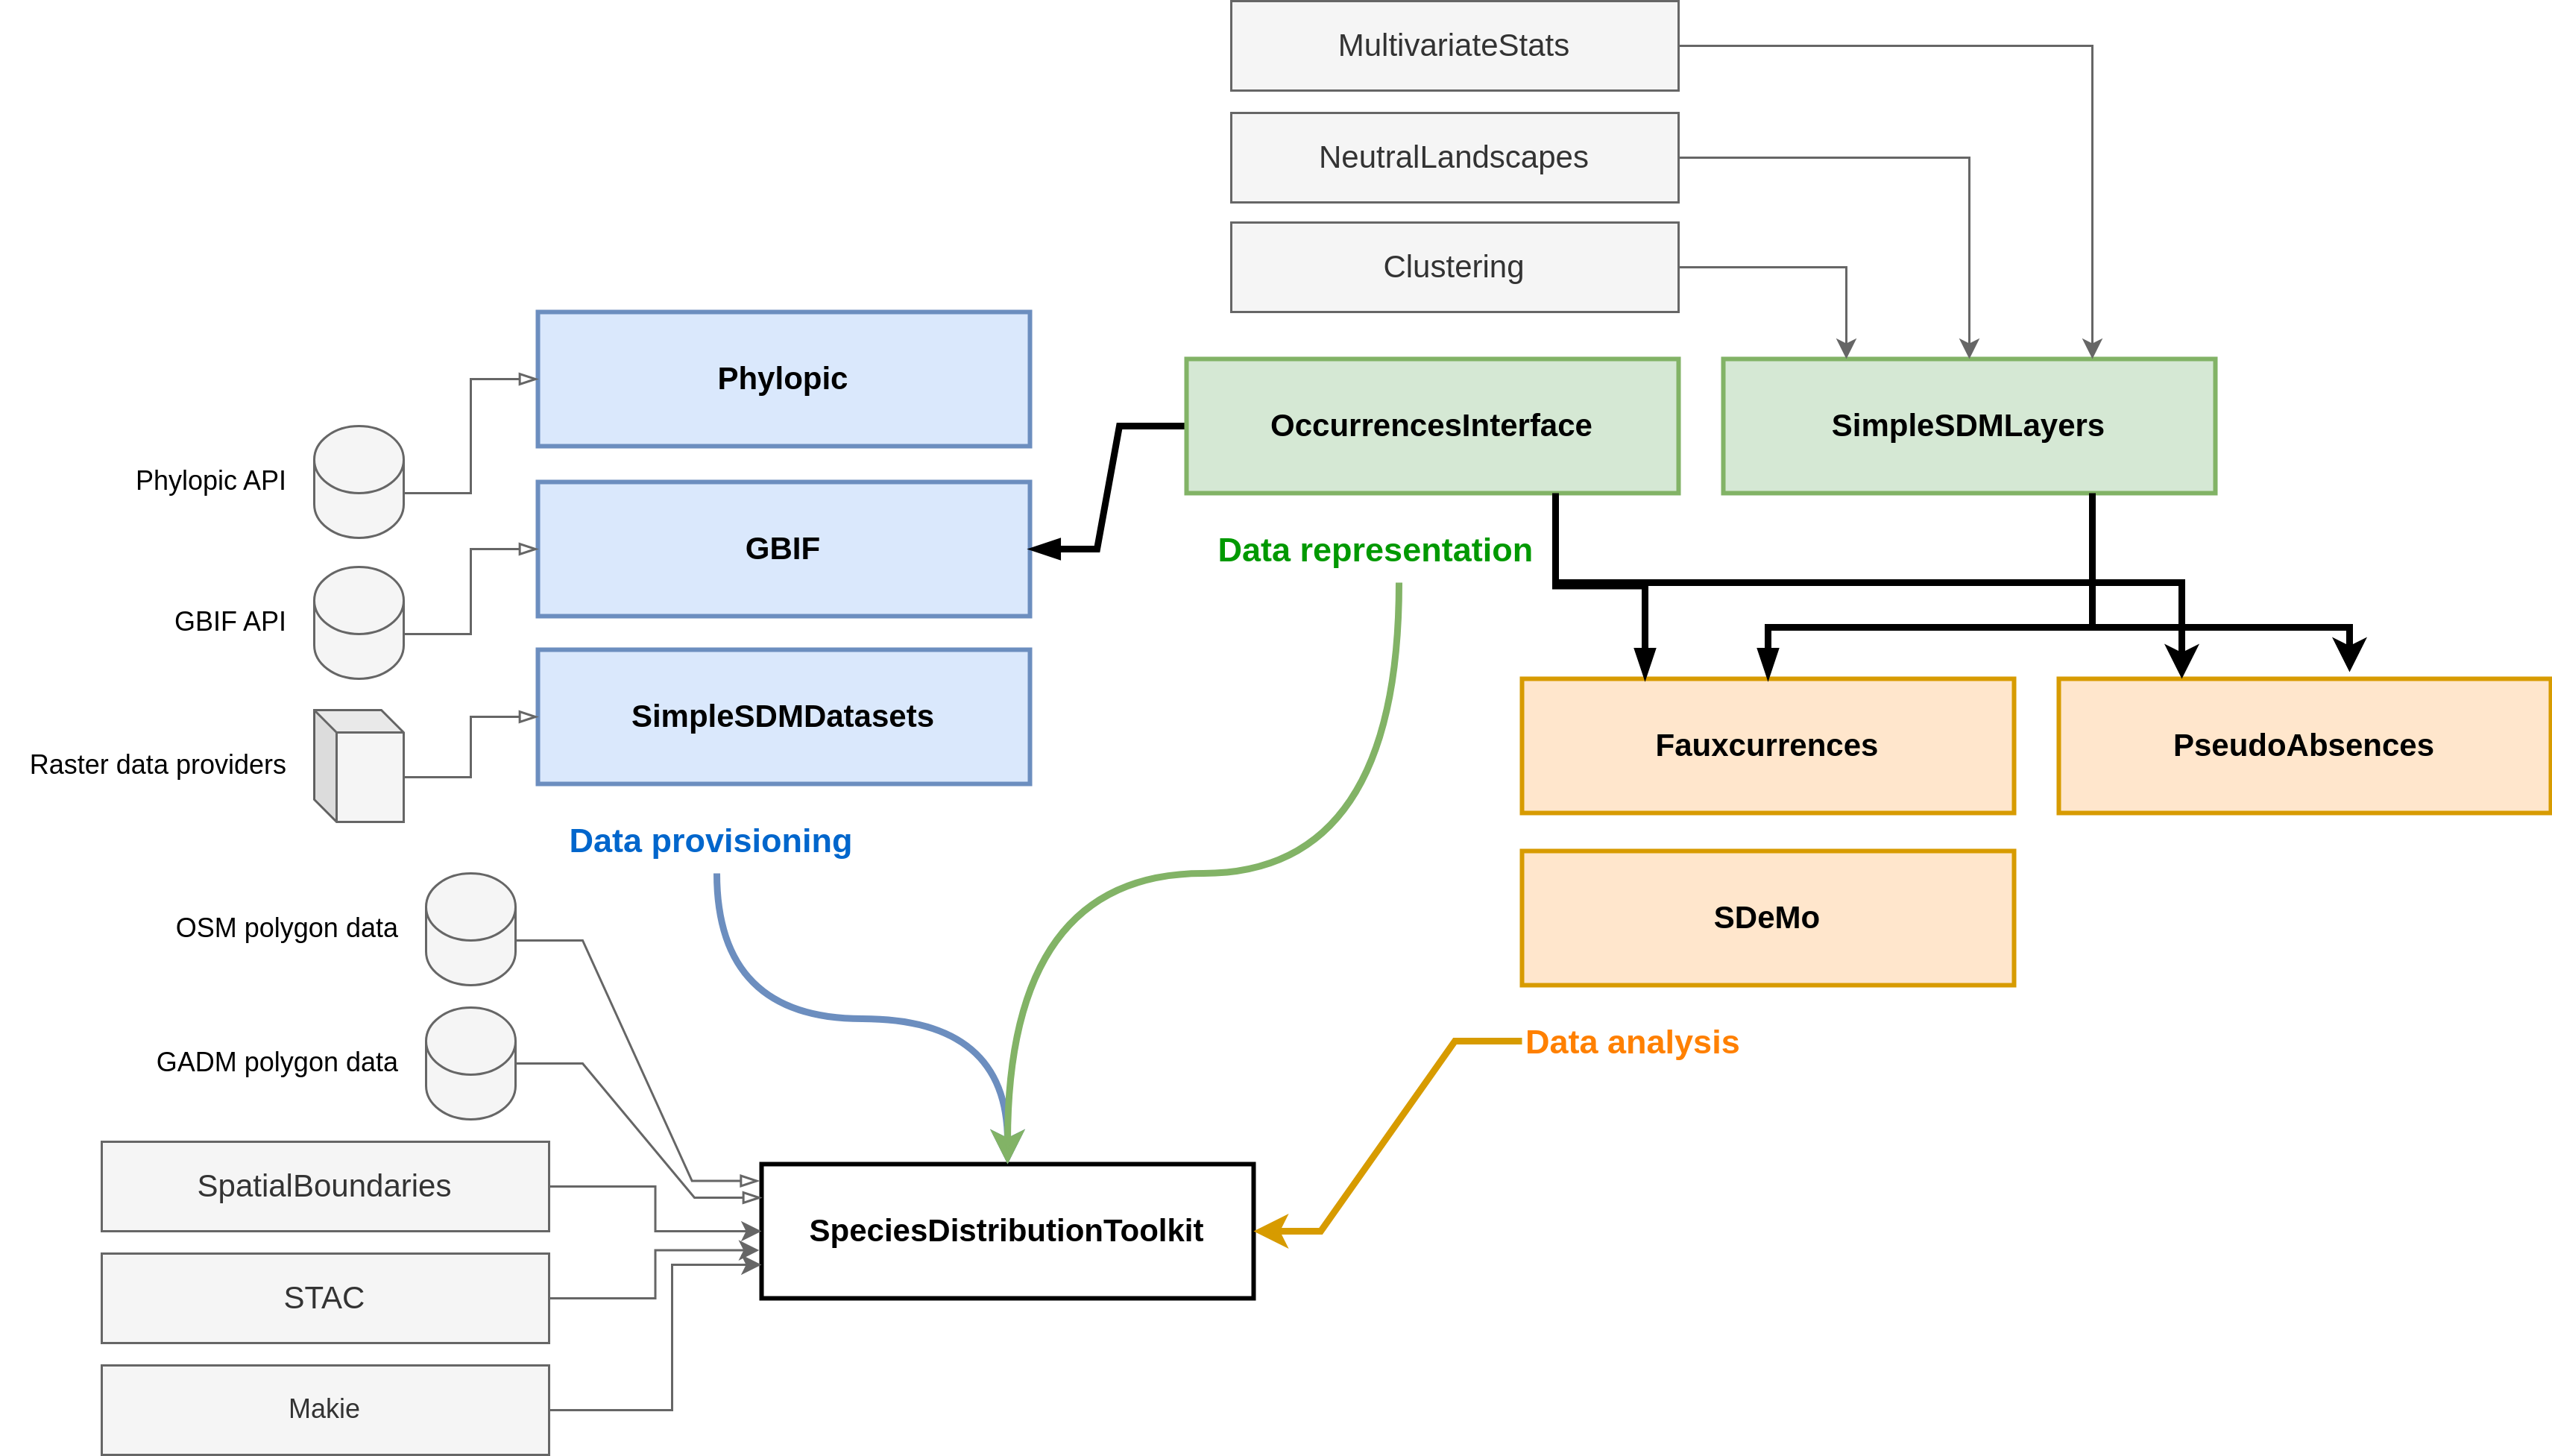 MultivariateStats
NeutralLandscapes
Clustering
Phylopic
OccurrencesInterface
SimpleSDMLayers
Phylopic API
GBIF
Data representation
GBIF API
SimpleSDMDatasets
Raster data providers
Fauxcurrences
PseudoAbsences
Data provisioning
OSM polygon data
SDeMo
GADM polygon data
Data analysis
SpatialBoundaries
SpeciesDistributionToolkit
STAC
Makie